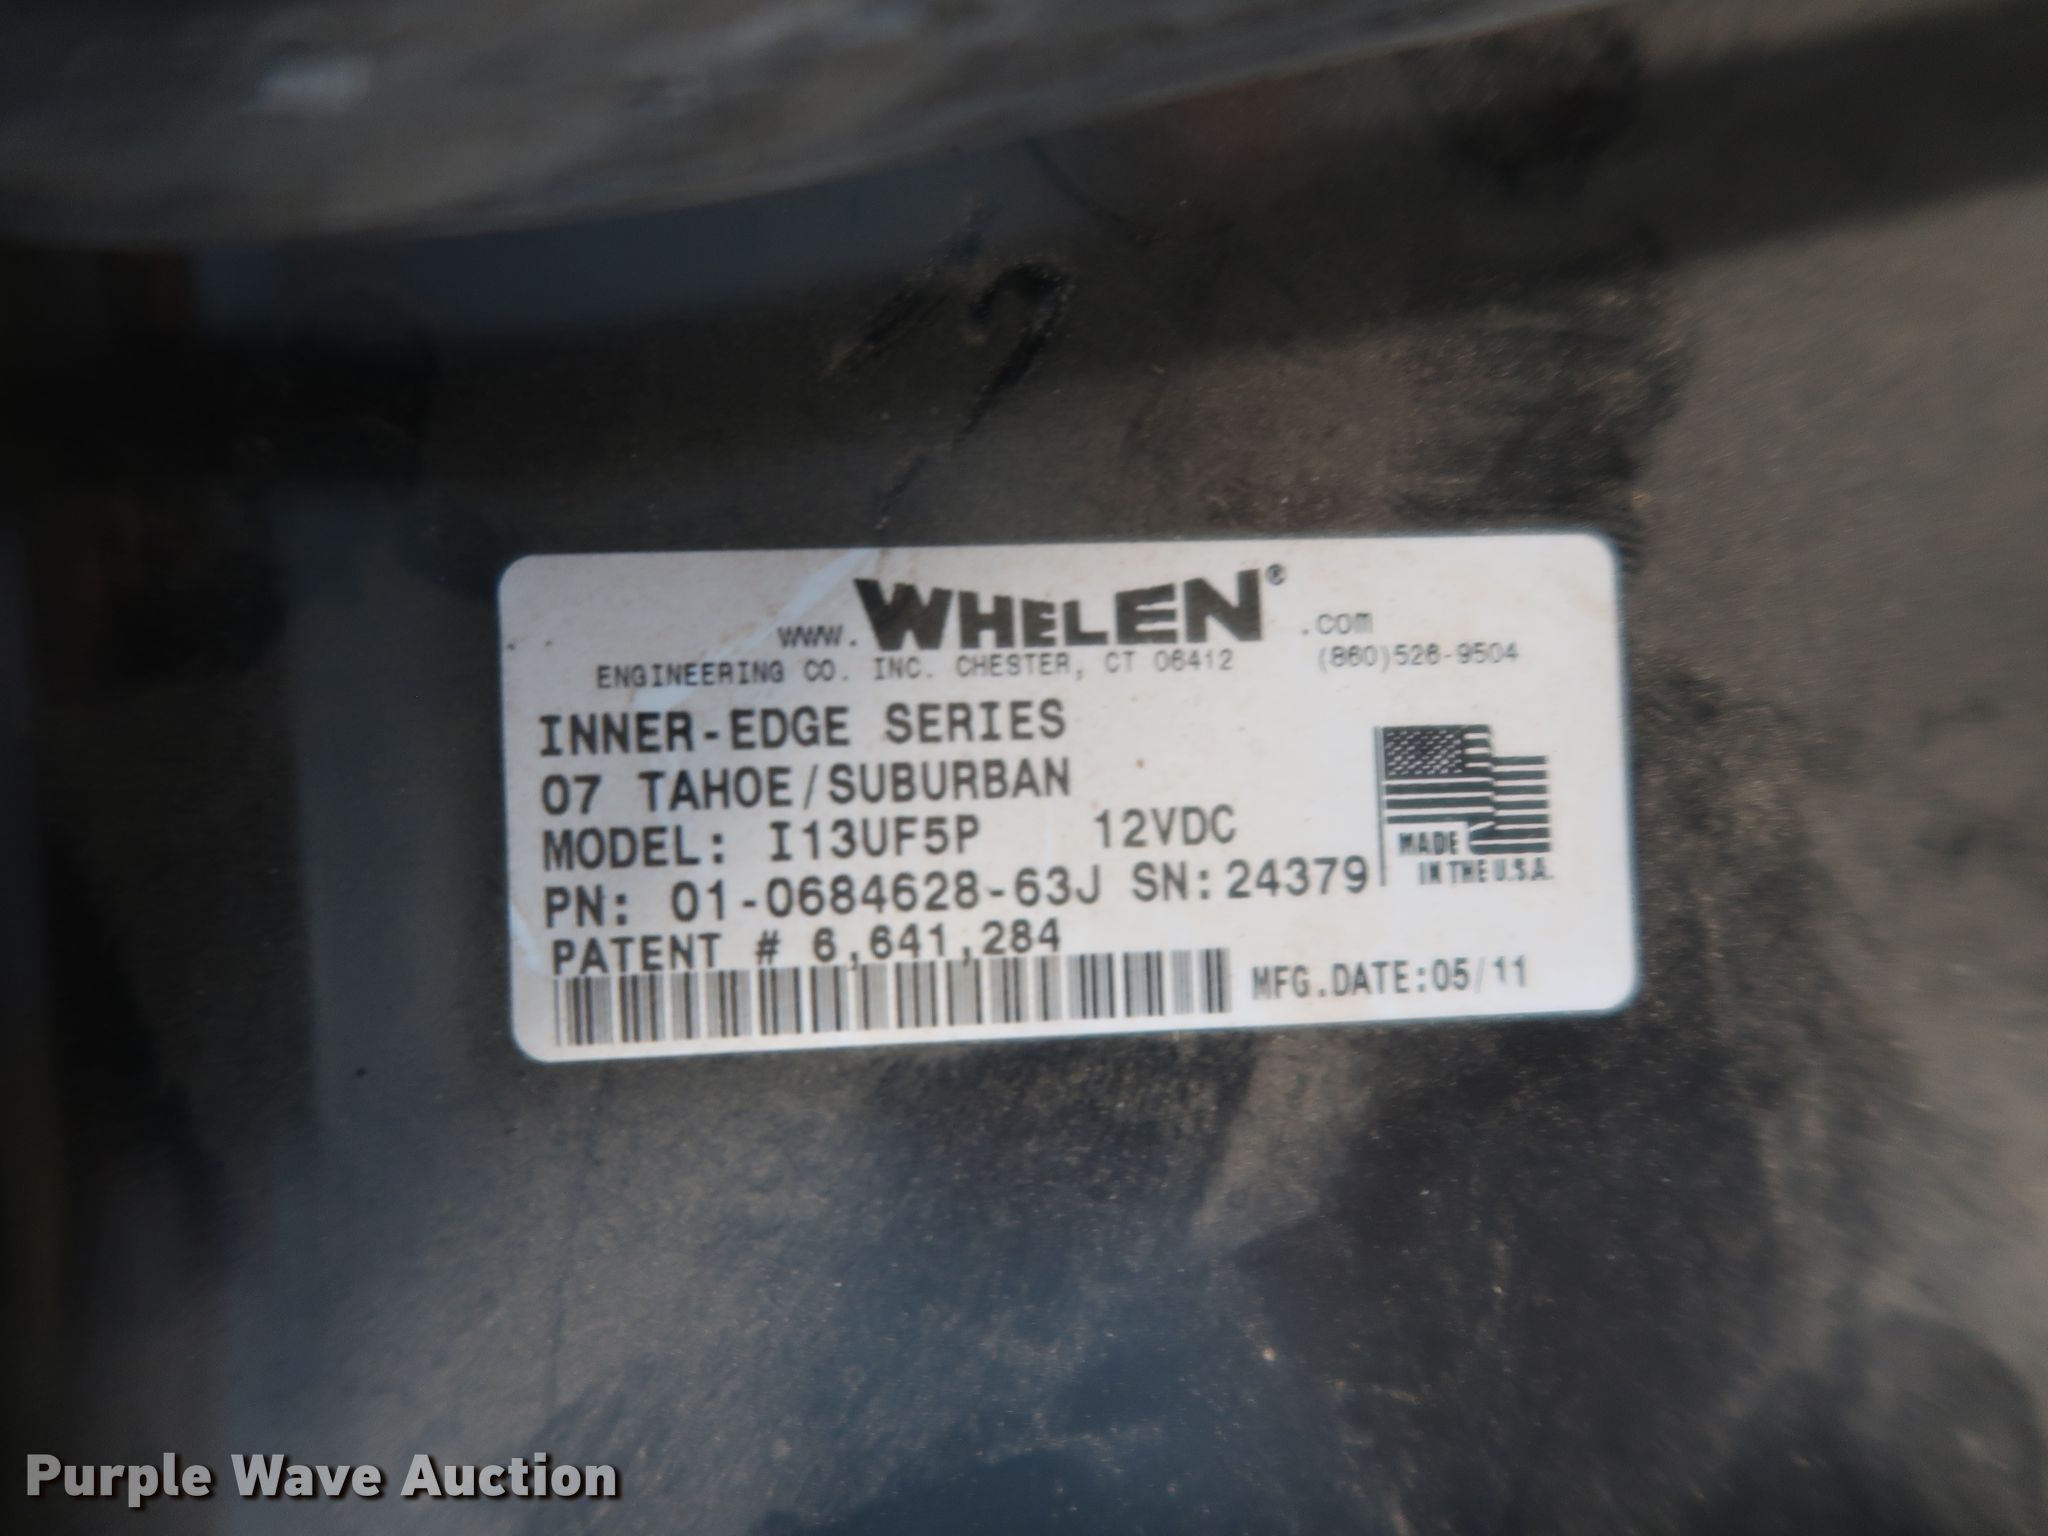 www.WHELEN®.com
ENGINEERING CO. INC. CHESTER, CT 06412 (860)526-9504
INNER-EDGE SERIES
07 TAHOE/SUBURBAN
MODEL: I13UF5P 12VDC
PN: 01-0684628-63J SN:24379
MADE
IN THE U.S.A.
PATENT # 6,641,284
MFG.DATE:05/11
Purple Wave Auction